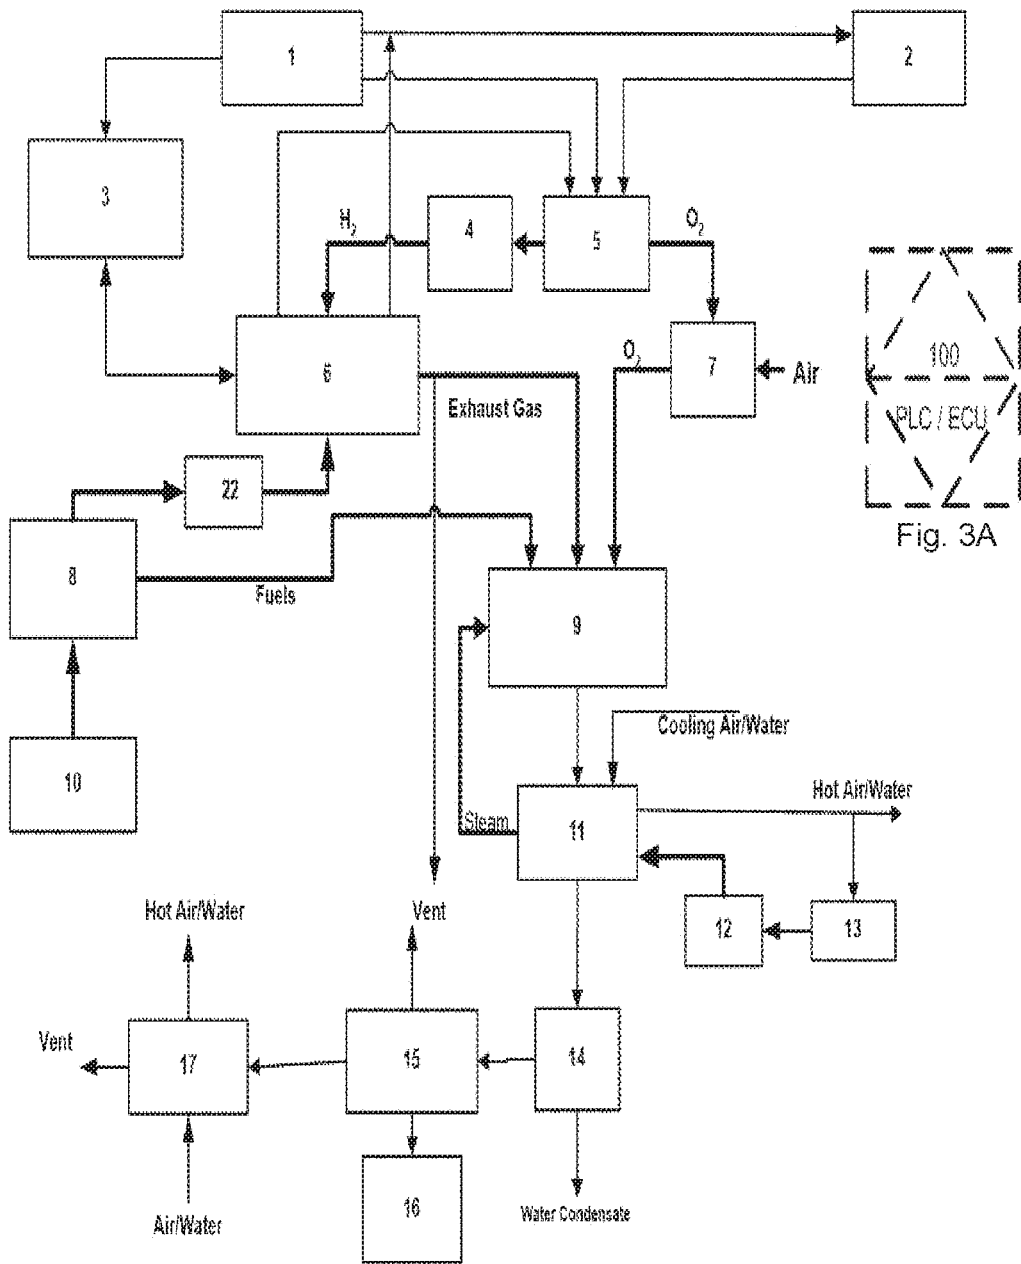 1
2
3
H₂
4
5
O₂
6
O₂
7
Air
100
PLC / ECU
Fig. 3A
Exhaust Gas
22
8
Fuels
9
10
Cooling Air/Water
Hot Air/Water
Steam
11
12
13
Hot Air/Water
Vent
Vent
17
15
14
16
Air/Water
Water Condensate